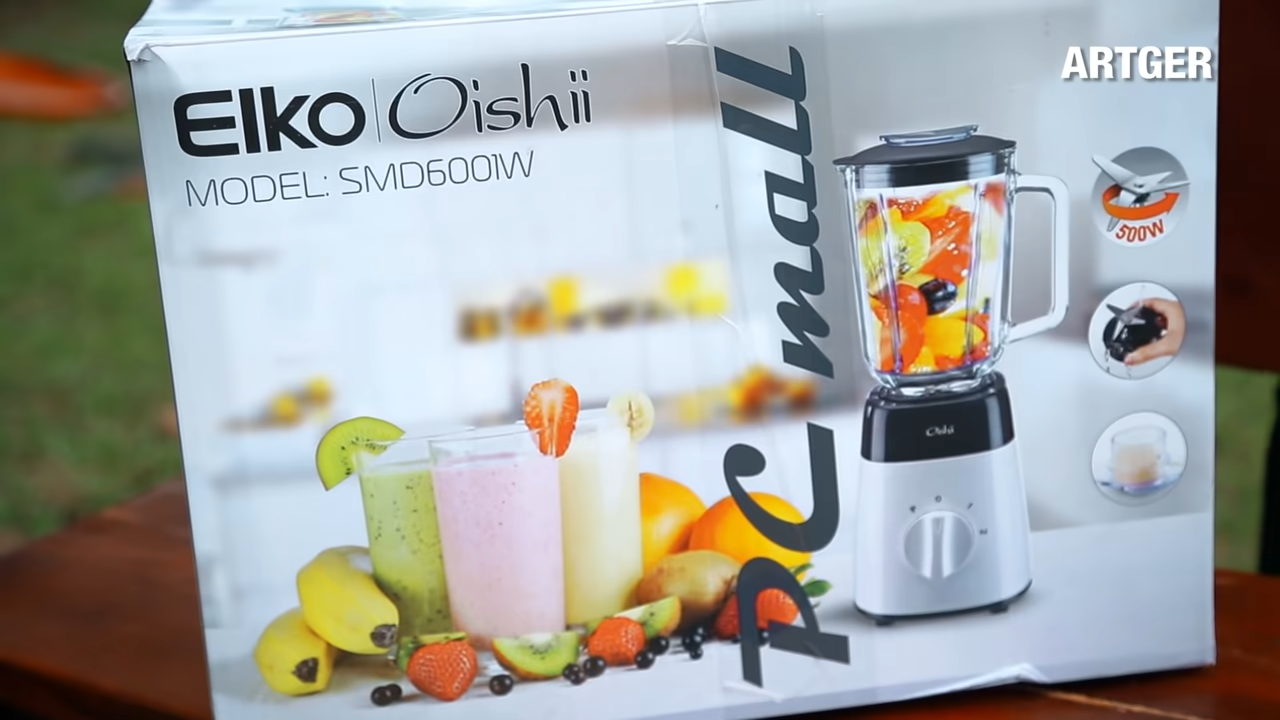 Elko | Oishii
MODEL: SMD6001W
PC mall
ARTGER
500W
Oishii